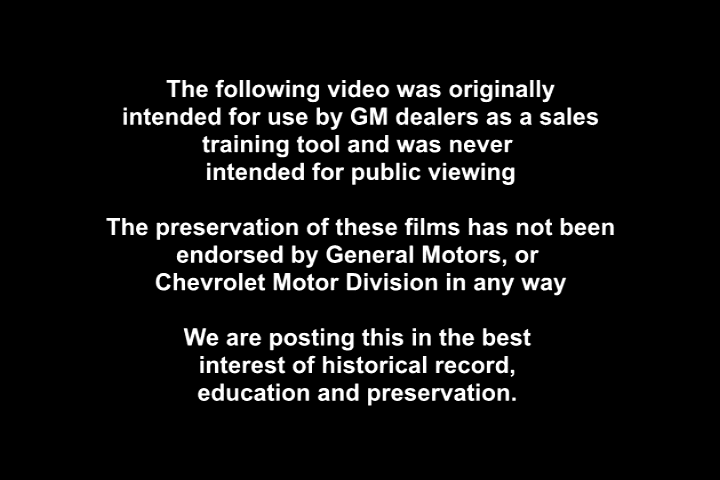 The following video was originally
intended for use by GM dealers as a sales
training tool and was never
intended for public viewing
The preservation of these films has not been
endorsed by General Motors, or
Chevrolet Motor Division in any way
We are posting this in the best
interest of historical record,
education and preservation.